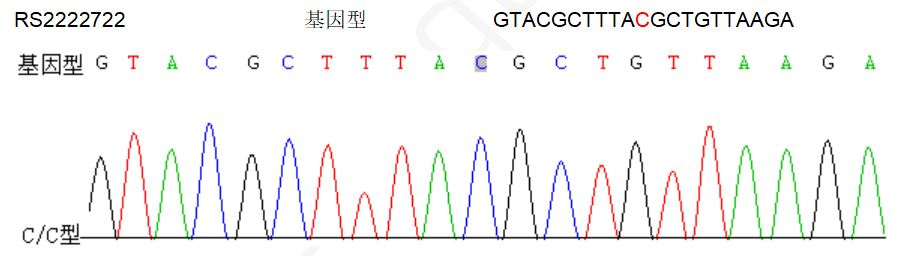 RS2222722 基因型 GTACGCTTTACGCTGTTAAGA
基因型 G T A C G C T T T A C G C T G T T A A G A
C/C型